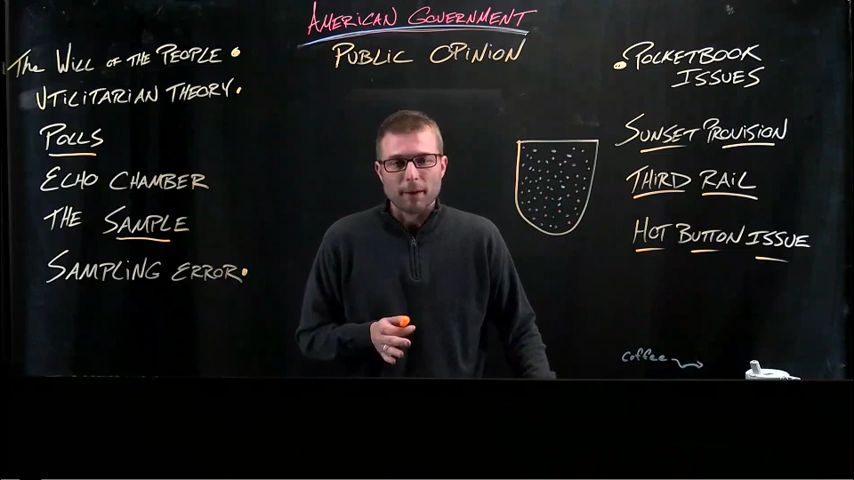 American Government
Public Opinion
The Will of the People
Utilitarian Theory
Polls
Echo Chamber
The Sample
Sampling Error
Pocketbook
Issues
Sunset Provision
Third Rail
Hot Button Issue
coffee